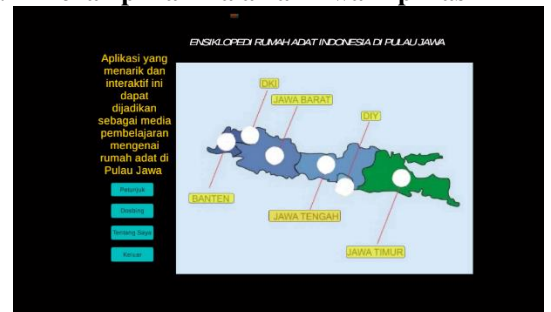 ENSIKLOPEDI RUMAH ADAT INDONESIA DI PULAU JAWA
Aplikasi yang
menarik dan
interaktif ini
dapat
dijadikan
sebagai media
pembelajaran
mengenai
rumah adat di
Pulau Jawa
Petunjuk
Tentang Saya
Keluar
DKI
JAWA BARAT
DIY
BANTEN
JAWA TENGAH
JAWA TIMUR